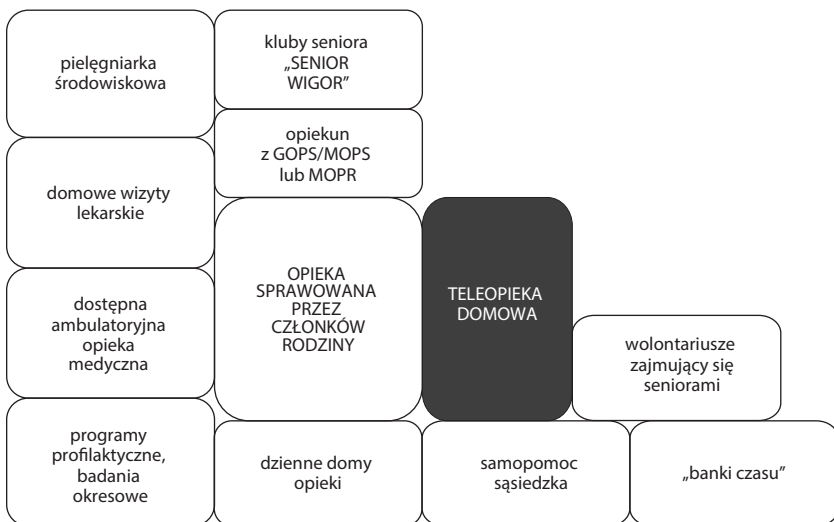 pielęgniarka
środowiskowa
kluby seniora
„SENIOR
WIGOR”
opiekun
z GOPS/MOPS
lub MOPR
domowe wizyty
lekarskie
OPIEKA
SPRAWOWANA
PRZEZ
CZŁONKÓW
RODZINY
TELEOPIEKA
DOMOWA
dostępna
ambulatoryjna
opieka
medyczna
wolontariusze
zajmujący się
seniorami
programy
profilaktyczne,
badania
okresowe
dzienne domy
opieki
samopomoc
sąsiedzka
„banki czasu”